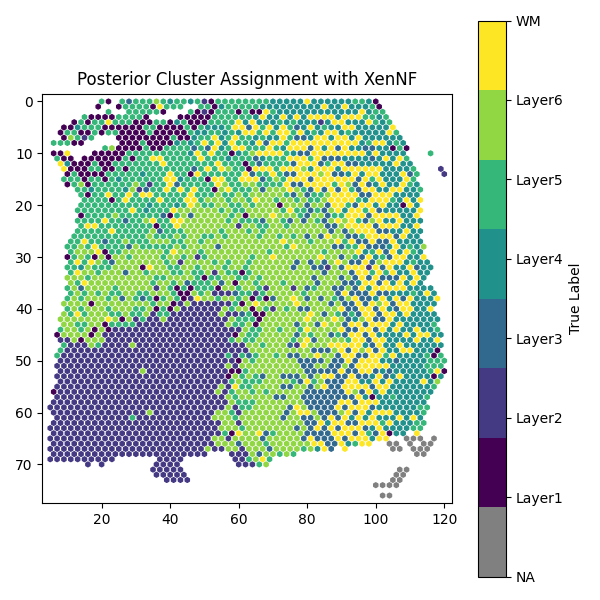 Posterior Cluster Assignment with XenNF
0
10
20
30
40
50
60
70
20
40
60
80
100
120
WM
Layer6
Layer5
Layer4
Layer3
Layer2
Layer1
NA
True Label